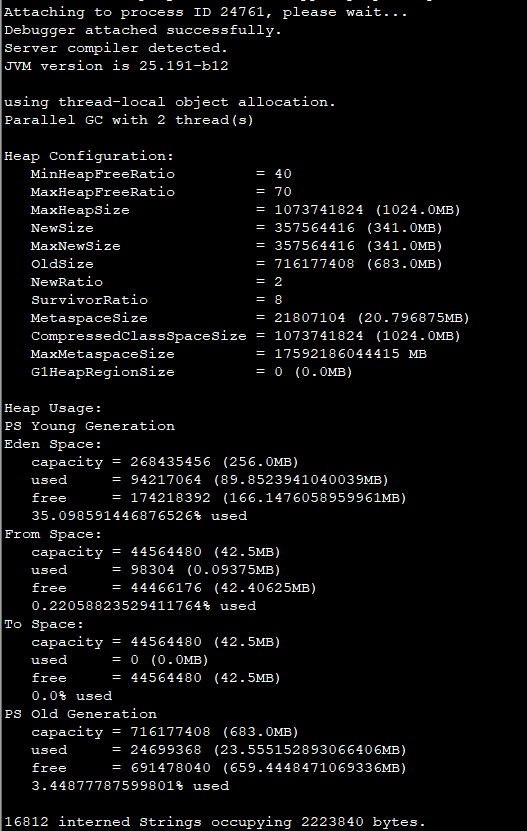 Attaching to process ID 24761, please wait...
Debugger attached successfully.
Server compiler detected.
JVM version is 25.191-b12

using thread-local object allocation.
Parallel GC with 2 thread(s)

Heap Configuration:
   MinHeapFreeRatio         = 40
   MaxHeapFreeRatio         = 70
   MaxHeapSize              = 1073741824 (1024.0MB)
   NewSize                  = 357564416 (341.0MB)
   MaxNewSize               = 357564416 (341.0MB)
   OldSize                  = 716177408 (683.0MB)
   NewRatio                 = 2
   SurvivorRatio            = 8
   MetaspaceSize            = 21807104 (20.796875MB)
   CompressedClassSpaceSize = 1073741824 (1024.0MB)
   MaxMetaspaceSize         = 17592186044415 MB
   G1HeapRegionSize         = 0 (0.0MB)

Heap Usage:
PS Young Generation
Eden Space:
   capacity = 268435456 (256.0MB)
   used     = 94217064 (89.8523941040039MB)
   free     = 174218392 (166.1476058959961MB)
   35.098591446876526% used
From Space:
   capacity = 44564480 (42.5MB)
   used     = 98304 (0.09375MB)
   free     = 44466176 (42.40625MB)
   0.22058823529411764% used
To Space:
   capacity = 44564480 (42.5MB)
   used     = 0 (0.0MB)
   free     = 44564480 (42.5MB)
   0.0% used
PS Old Generation
   capacity = 716177408 (683.0MB)
   used     = 24699368 (23.555152893066406MB)
   free     = 691478040 (659.4448471069336MB)
   3.44877787599801% used

16812 interned Strings occupying 2223840 bytes.